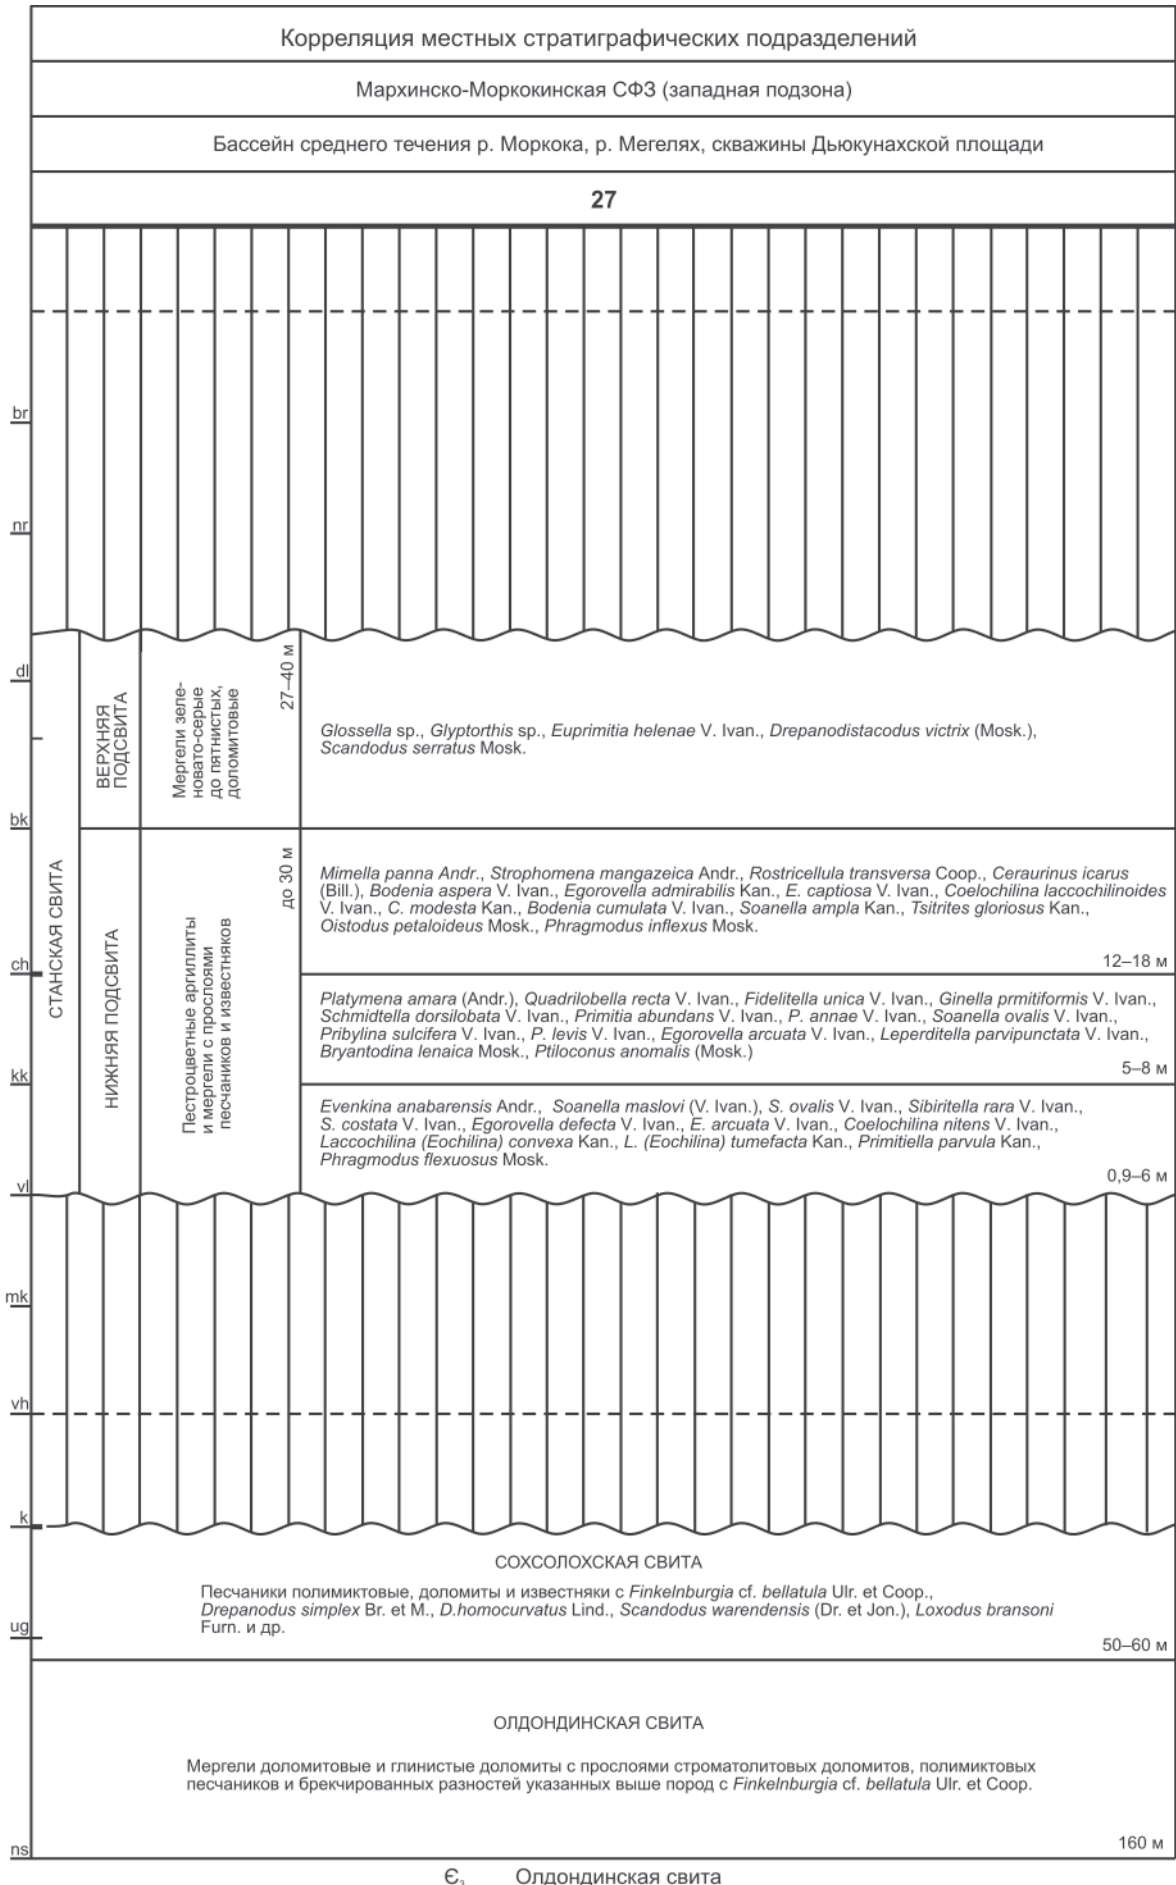 Корреляция местных стратиграфических подразделений
Мархинско-Моркокинская СФЗ (западная подзона)
Бассейн среднего течения р. Моркока, р. Мегелях, скважины Дьюкунахской площади
27
br
nr
dl
bk
ch
kk
vl
mk
vh
k
ug
ns
СТАНСКАЯ СВИТА
ВЕРХНЯЯ
ПОДСВИТА
Мергели зеле-
новато-серые
до пятнистых,
доломитовые
27–40 м
Glossella sp., Glyptorthis sp., Euprimitia helenae V. Ivan., Drepanodistacodus victrix (Mosk.),
Scandodus serratus Mosk.
НИЖНЯЯ ПОДСВИТА
Пестроцветные аргиллиты
и мергели с прослоями
песчаников и известняков
до 30 м
Mimella panna Andr., Strophomena mangazeica Andr., Rostricellula transversa Coop., Ceraurinus icarus
(Bill.), Bodenia aspera V. Ivan., Egorovella admirabilis Kan., E. captiosa V. Ivan., Coelochilina laccochilinoides
V. Ivan., C. modesta Kan., Bodenia cumulata V. Ivan., Soanella ampla Kan., Tsitrites gloriosus Kan.,
Oistodus petaloideus Mosk., Phragmodus inflexus Mosk.
12–18 м
Platymena amara (Andr.), Quadrilobella recta V. Ivan., Fidelitella unica V. Ivan., Ginella prmitiformis V. Ivan.,
Schmidtella dorsilobata V. Ivan., Primitia abundans V. Ivan., P. annae V. Ivan., Soanella ovalis V. Ivan.,
Pribylina sulcifera V. Ivan., P. levis V. Ivan., Egorovella arcuata V. Ivan., Leperditella parvipunctata V. Ivan.,
Bryantodina lenaica Mosk., Ptiloconus anomalis (Mosk.)
5–8 м
Evenkina anabarensis Andr., Soanella maslovi (V. Ivan.), S. ovalis V. Ivan., Sibiritella rara V. Ivan.,
S. costata V. Ivan., Egorovella defecta V. Ivan., E. arcuata V. Ivan., Coelochilina nitens V. Ivan.,
Laccochilina (Eochilina) convexa Kan., L. (Eochilina) tumefacta Kan., Primitiella parvula Kan.,
Phragmodus flexuosus Mosk.
0,9–6 м
СОХСОЛОХСКАЯ СВИТА
Песчаники полимиктовые, доломиты и известняки с Finkelnburgia cf. bellatula Ulr. et Coop.,
Drepanodus simplex Br. et M., D.homocurvatus Lind., Scandodus warendensis (Dr. et Jon.), Loxodus bransoni
Furn. и др.
50–60 м
ОЛДОНДИНСКАЯ СВИТА
Мергели доломитовые и глинистые доломиты с прослоями строматолитовых доломитов, полимиктовых
песчаников и брекчированных разностей указанных выше пород с Finkelnburgia cf. bellatula Ulr. et Coop.
160 м
Є₃ Олдондинская свита